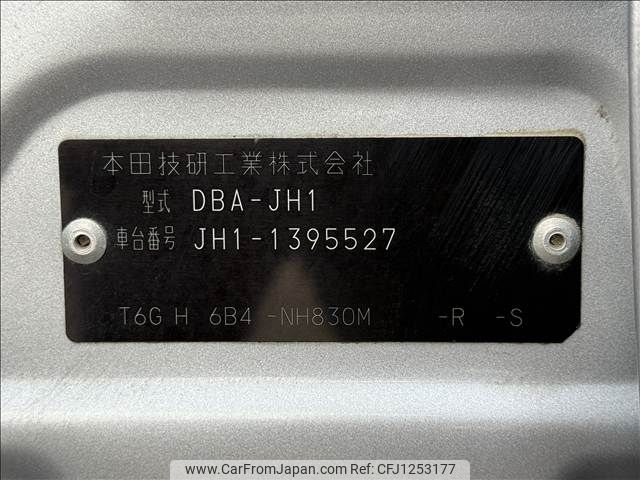 本田技研工業株式会社
型式 DBA-JH1
車台番号 JH1-1395527
T6G H 6B4 -NH830M -R -S
www.CarFromJapan.com REF CFJ1253177